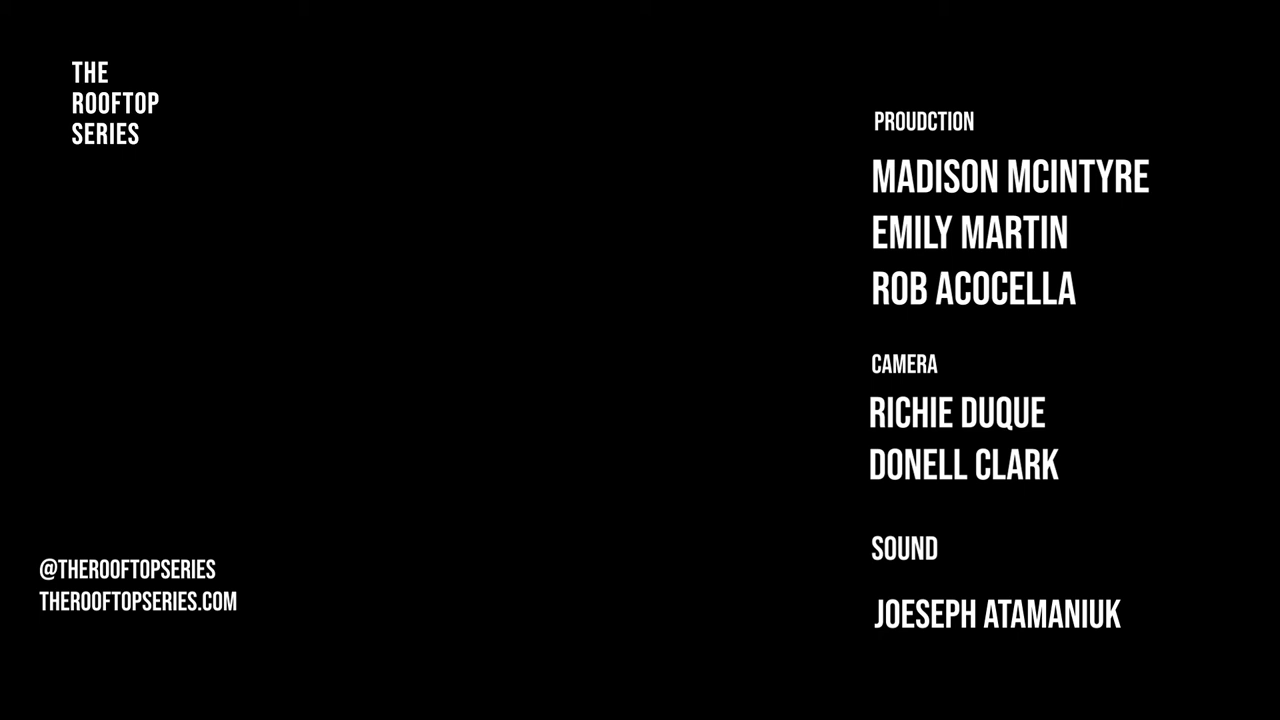 THE
ROOFTOP
SERIES
PROUDCTION
MADISON MCINTYRE
EMILY MARTIN
ROB ACOCELLA
CAMERA
RICHIE DUQUE
DONELL CLARK
SOUND
JOESEPH ATAMANIUK
@THEROOFTOPSERIES
THEROOFTOPSERIES.COM